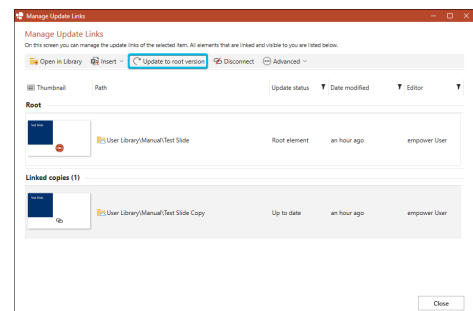 Manage Update Links
Manage Update Links
On this screen you can manage the update links of the selected item. All elements that are linked and visible to you are listed below.
Open in Library Insert Update to root version Disconnect Advanced
Thumbnail Path Update status Date modified Editor
Root
Test Slide
User Library\Manual\Test Slide Root element an hour ago empower User
Linked copies (1)
Test Slide
User Library\Manual\Test Slide Copy Up to date an hour ago empower User
Close